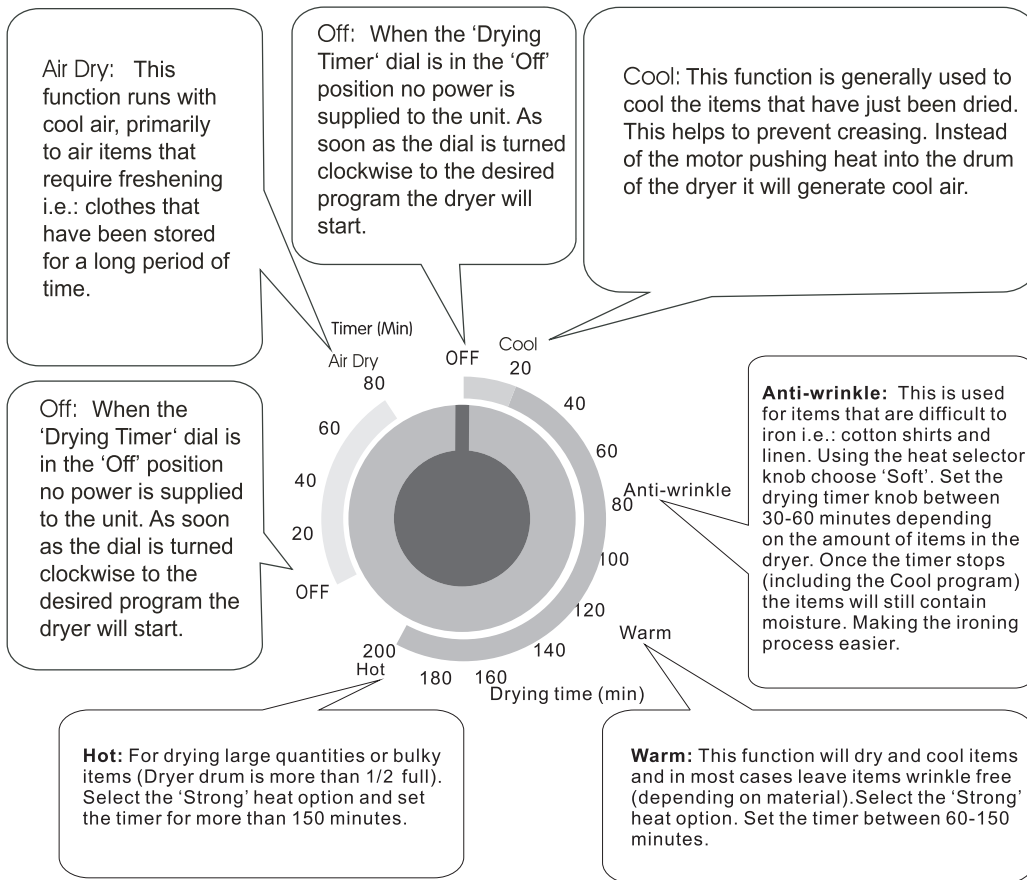 Air Dry: This
function runs with
cool air, primarily
to air items that
require freshening
i.e.: clothes that
have been stored
for a long period of
time.
Off: When the ‘Drying
Timer‘ dial is in the ‘Off’
position no power is
supplied to the unit. As
soon as the dial is turned
clockwise to the desired
program the dryer will
start.
Cool: This function is generally used to
cool the items that have just been dried.
This helps to prevent creasing. Instead
of the motor pushing heat into the drum
of the dryer it will generate cool air.
Off: When the
‘Drying Timer‘ dial is
in the ‘Off’ position
no power is supplied
to the unit. As soon
as the dial is turned
clockwise to the
desired program the
dryer will start.
Timer (Min)
Air Dry
80
60
40
20
OFF
OFF
Cool
20
40
60
80
Anti-wrinkle
100
120
Warm
140
160
180
200
Hot
Drying time (min)
Anti-wrinkle: This is used
for items that are difficult to
iron i.e.: cotton shirts and
linen. Using the heat selector
knob choose ‘Soft’. Set the
drying timer knob between
30-60 minutes depending
on the amount of items in the
dryer. Once the timer stops
(including the Cool program)
the items will still contain
moisture. Making the ironing
process easier.
Hot: For drying large quantities or bulky
items (Dryer drum is more than 1/2 full).
Select the ‘Strong’ heat option and set
the timer for more than 150 minutes.
Warm: This function will dry and cool items
and in most cases leave items wrinkle free
(depending on material).Select the ‘Strong’
heat option. Set the timer between 60-150
minutes.